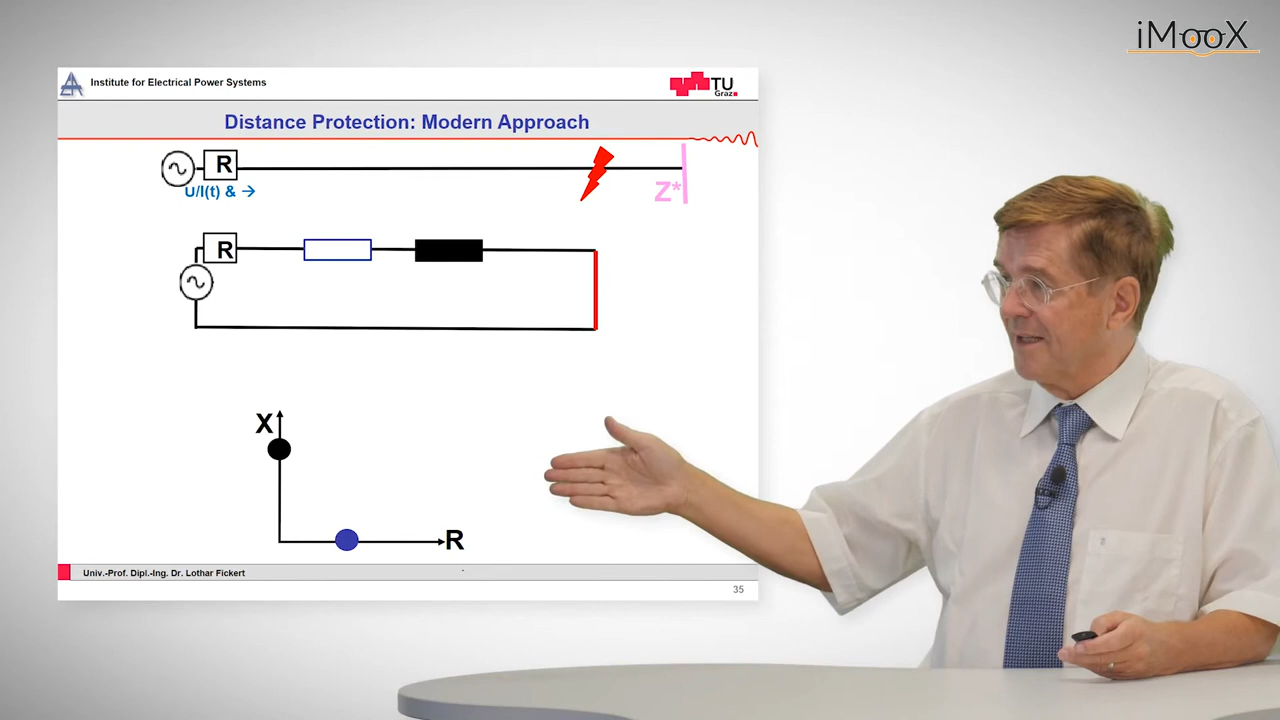 iMooX
Institute for Electrical Power Systems
TU
Graz
Distance Protection: Modern Approach
R
U/I(t) & →
Z*
R
X
R
Univ.-Prof. Dipl.-Ing. Dr. Lothar Fickert
35